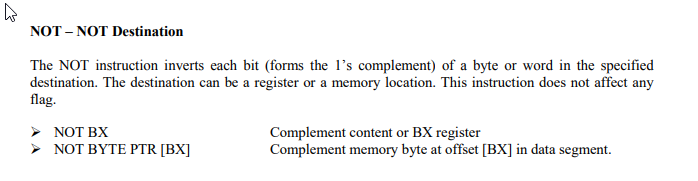 NOT – NOT Destination
The NOT instruction inverts each bit (forms the 1’s complement) of a byte or word in the specified
destination. The destination can be a register or a memory location. This instruction does not affect any
flag.
➢ NOT BX Complement content or BX register
➢ NOT BYTE PTR [BX] Complement memory byte at offset [BX] in data segment.